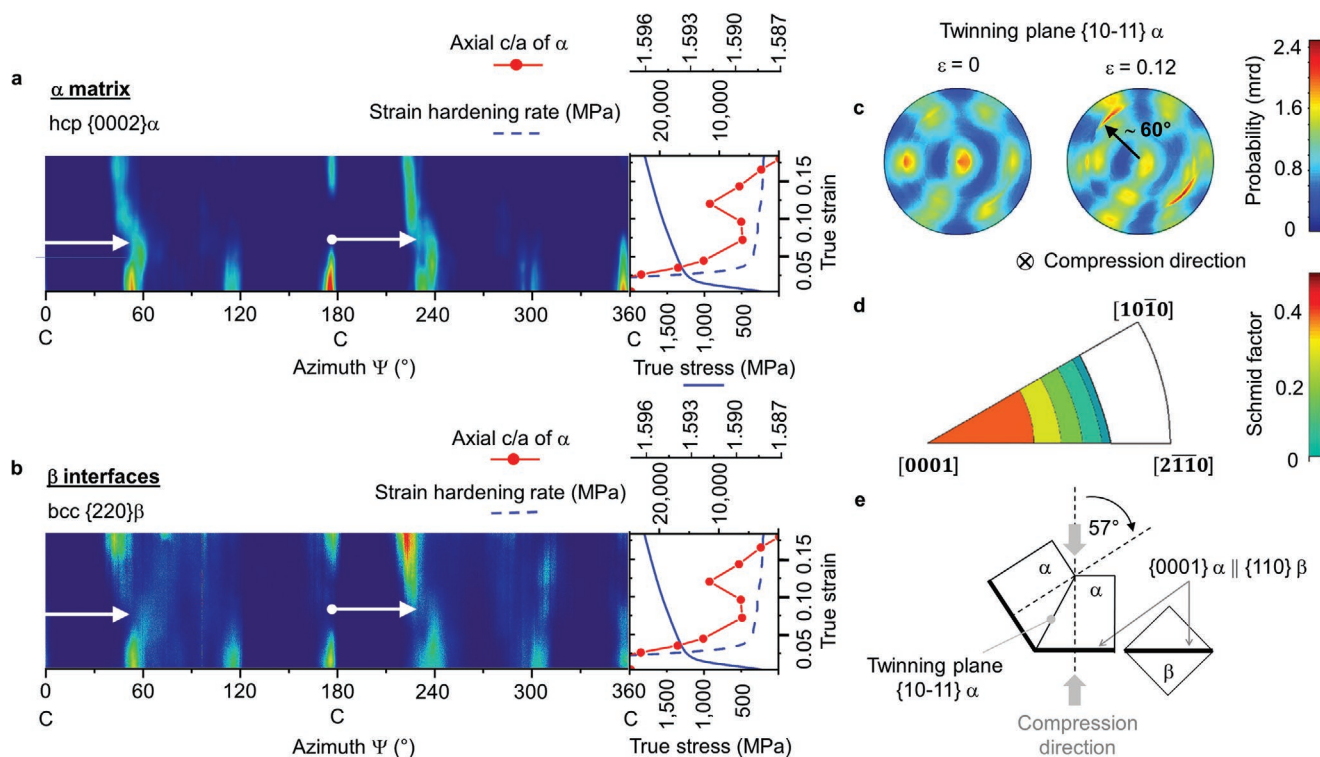 a
α matrix
hcp {0002}α
Axial c/a of α
Strain hardening rate (MPa)
1.596
1.593
1.590
1.587
20,000
10,000
0.15
0.10
0.05
0.00
True strain
0
60
120
180
240
300
360
C
C
C
Azimuth Ψ (°)
1,500
1,000
500
True stress (MPa)
b
β interfaces
bcc {220}β
Axial c/a of α
Strain hardening rate (MPa)
1.596
1.593
1.590
1.587
20,000
10,000
0.15
0.10
0.05
0.00
True strain
0
60
120
180
240
300
360
C
C
C
Azimuth Ψ (°)
1,500
1,000
500
True stress (MPa)
Twinning plane {10-11} α
c
ε = 0
ε = 0.12
~ 60°
2.4
1.6
0.8
0
Probability (mrd)
⊗ Compression direction
d
[101̄0]
[0001]
[21̄1̄0]
0.4
0.2
0
Schmid factor
e
57°
α
α
{0001} α || {110} β
β
Twinning plane
{10-11} α
Compression
direction